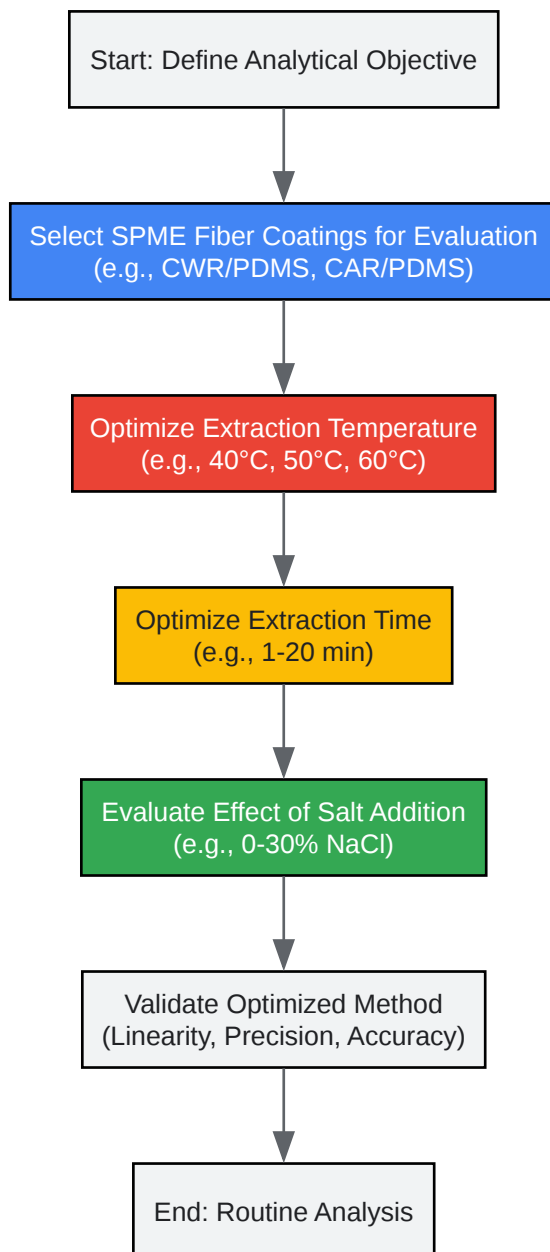 Start: Define Analytical Objective
Select SPME Fiber Coatings for Evaluation
(e.g., CWR/PDMS, CAR/PDMS)
Optimize Extraction Temperature
(e.g., 40°C, 50°C, 60°C)
Optimize Extraction Time
(e.g., 1-20 min)
Evaluate Effect of Salt Addition
(e.g., 0-30% NaCl)
Validate Optimized Method
(Linearity, Precision, Accuracy)
End: Routine Analysis